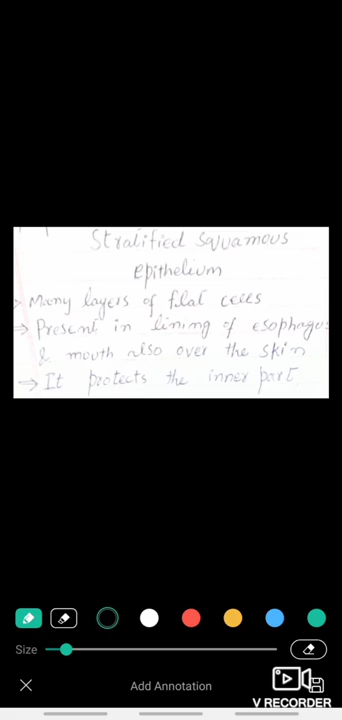 Stratified squamous
epithelium
> Many layers of flat cells
⇒ Present in lining of esophagus
& mouth also over the skin
⇒ It protects the inner part
Size
Add Annotation
V RECORDER